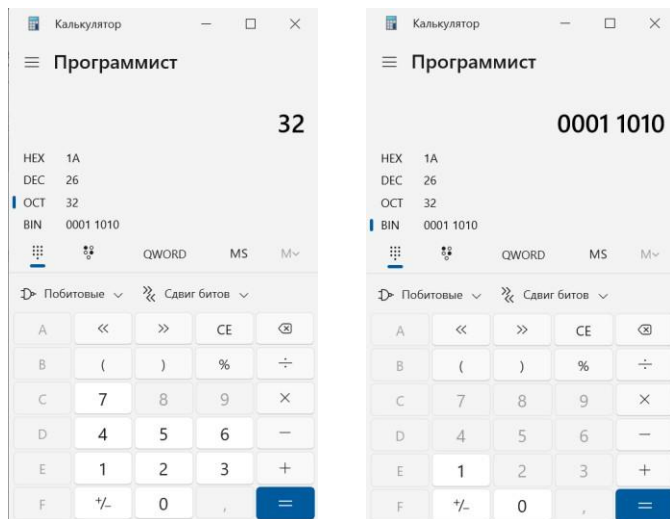 Калькулятор
Программист
32
HEX 1A
DEC 26
OCT 32
BIN 0001 1010
QWORD MS M
Побитовые Сдвиг битов
A << >> CE
B ( ) % ÷
C 7 8 9 ×
D 4 5 6 −
E 1 2 3 +
F +/− 0 , =
Калькулятор
Программист
0001 1010
HEX 1A
DEC 26
OCT 32
BIN 0001 1010
QWORD MS M
Побитовые Сдвиг битов
A << >> CE
B ( ) % ÷
C 7 8 9 ×
D 4 5 6 −
E 1 2 3 +
F +/− 0 , =